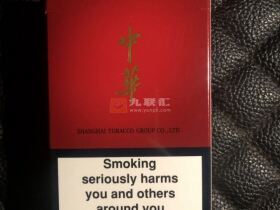 中
華
九联汇
www.yanpk.com
SHANGHAI TOBACCO GROUP CO., LTD.
Smoking
seriously harms
you and others
around you